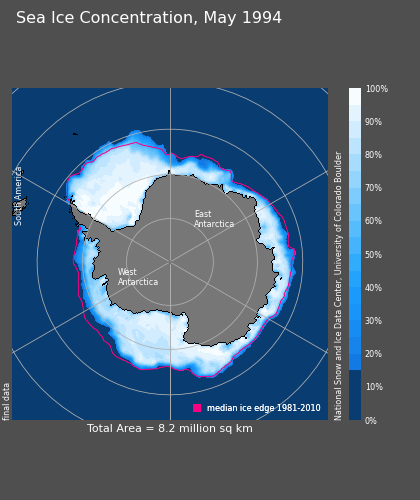 Sea Ice Concentration, May 1994
South America
East
Antarctica
West
Antarctica
final data
median ice edge 1981-2010
Total Area = 8.2 million sq km
National Snow and Ice Data Center, University of Colorado Boulder
100%
90%
80%
70%
60%
50%
40%
30%
20%
10%
0%